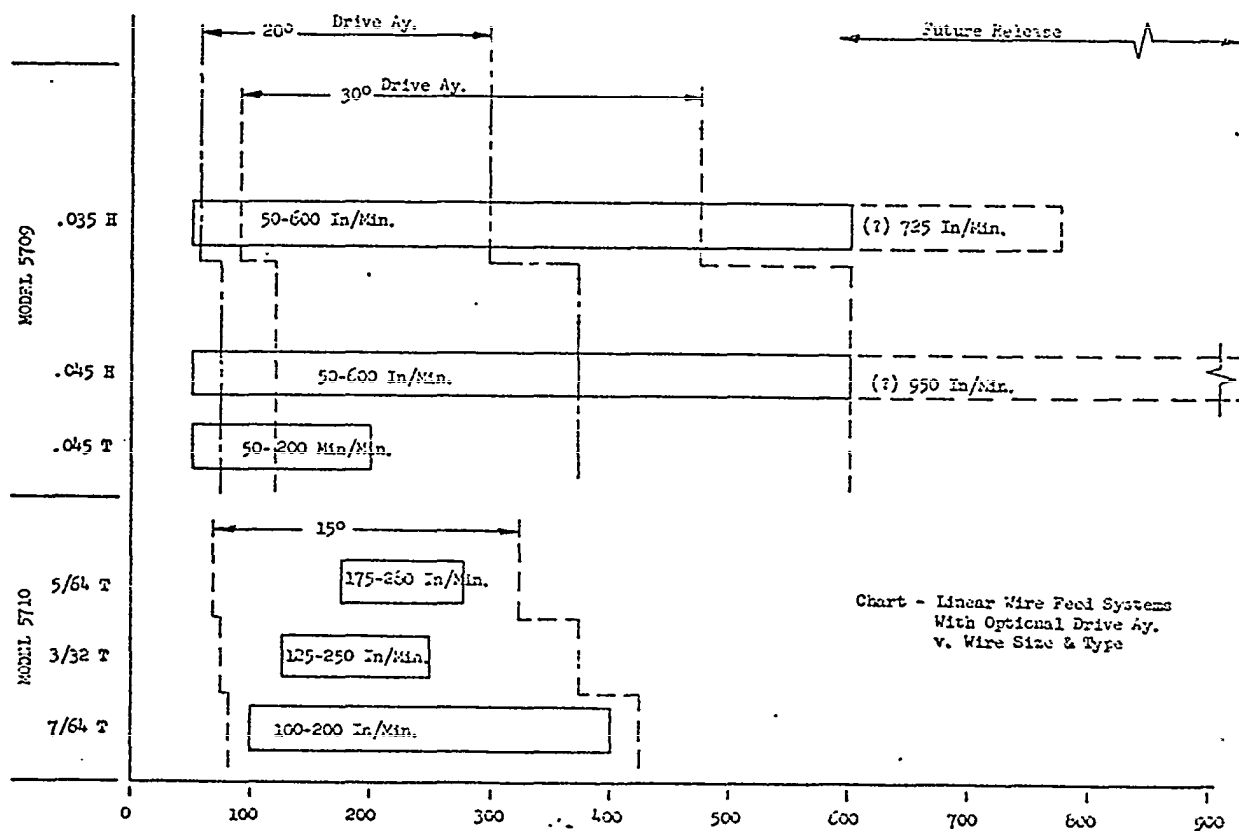 20° Drive Ay.
Future Release
30° Drive Ay.
MODEL 5709
.035 H
50-600 In/Min.
(?) 725 In/Min.
.045 H
50-600 In/Min.
(?) 950 In/Min.
.045 T
50-200 Min/Min.
MODEL 5710
15°
5/64 T
175-280 In/Min.
3/32 T
125-250 In/Min.
7/64 T
100-200 In/Min.
Chart - Linear Wire Feed Systems
With Optional Drive Ay.
v. Wire Size & Type
0 100 200 300 400 600 700 800 900